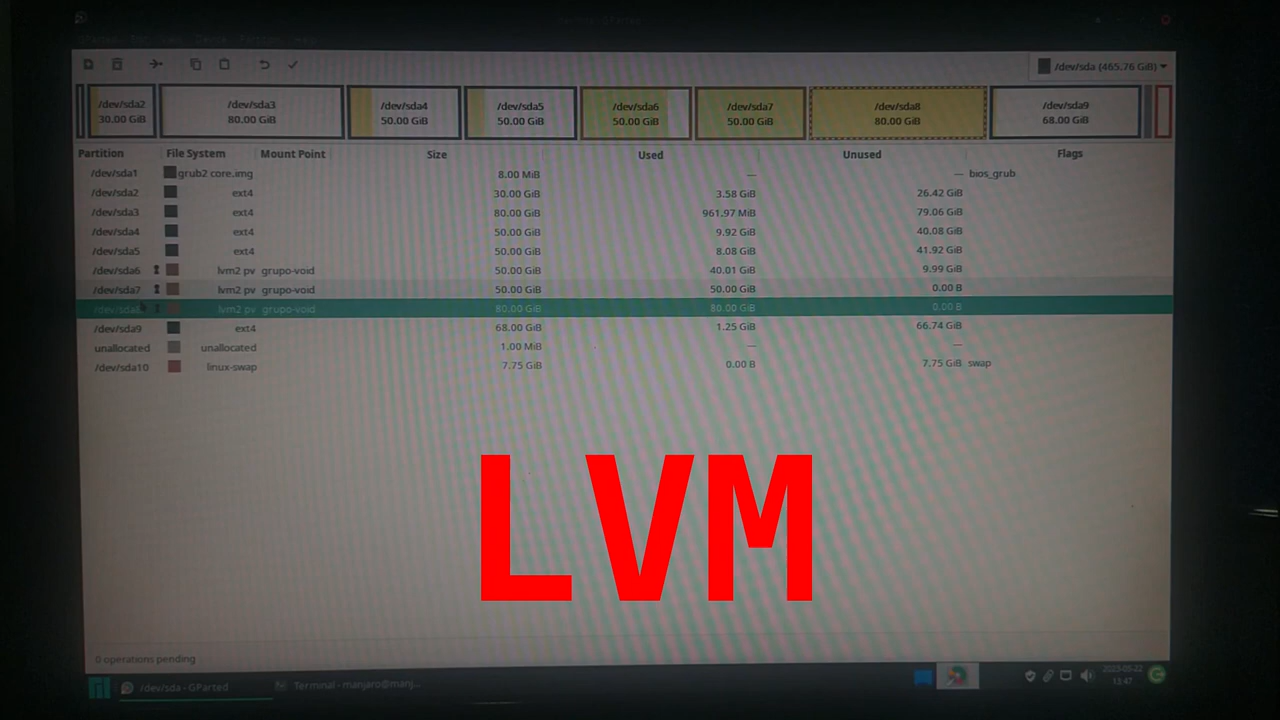 /dev/sda (465.76 GiB)
/dev/sda2 /dev/sda3 /dev/sda4 /dev/sda5 /dev/sda6 /dev/sda7 /dev/sda8 /dev/sda9
30.00 GiB 80.00 GiB 50.00 GiB 50.00 GiB 50.00 GiB 50.00 GiB 80.00 GiB 68.00 GiB
Partition File System Mount Point Size Used Unused Flags
/dev/sda1 grub2 core.img 8.00 MiB — — bios_grub
/dev/sda2 ext4 30.00 GiB 3.58 GiB 26.42 GiB
/dev/sda3 ext4 80.00 GiB 961.97 MiB 79.06 GiB
/dev/sda4 ext4 50.00 GiB 9.92 GiB 40.08 GiB
/dev/sda5 ext4 50.00 GiB 8.08 GiB 41.92 GiB
/dev/sda6 lvm2 pv grupo-void 50.00 GiB 40.01 GiB 9.99 GiB
/dev/sda7 lvm2 pv grupo-void 50.00 GiB 50.00 GiB 0.00 B
/dev/sda8 lvm2 pv grupo-void 80.00 GiB 80.00 GiB 0.00 B
/dev/sda9 ext4 68.00 GiB 1.25 GiB 66.74 GiB
unallocated unallocated 1.00 MiB — —
/dev/sda10 linux-swap 7.75 GiB 0.00 B 7.75 GiB swap
LVM
0 operations pending
/dev/sda - GParted Terminal - manjaro@manj... 2023-05-22
13:47